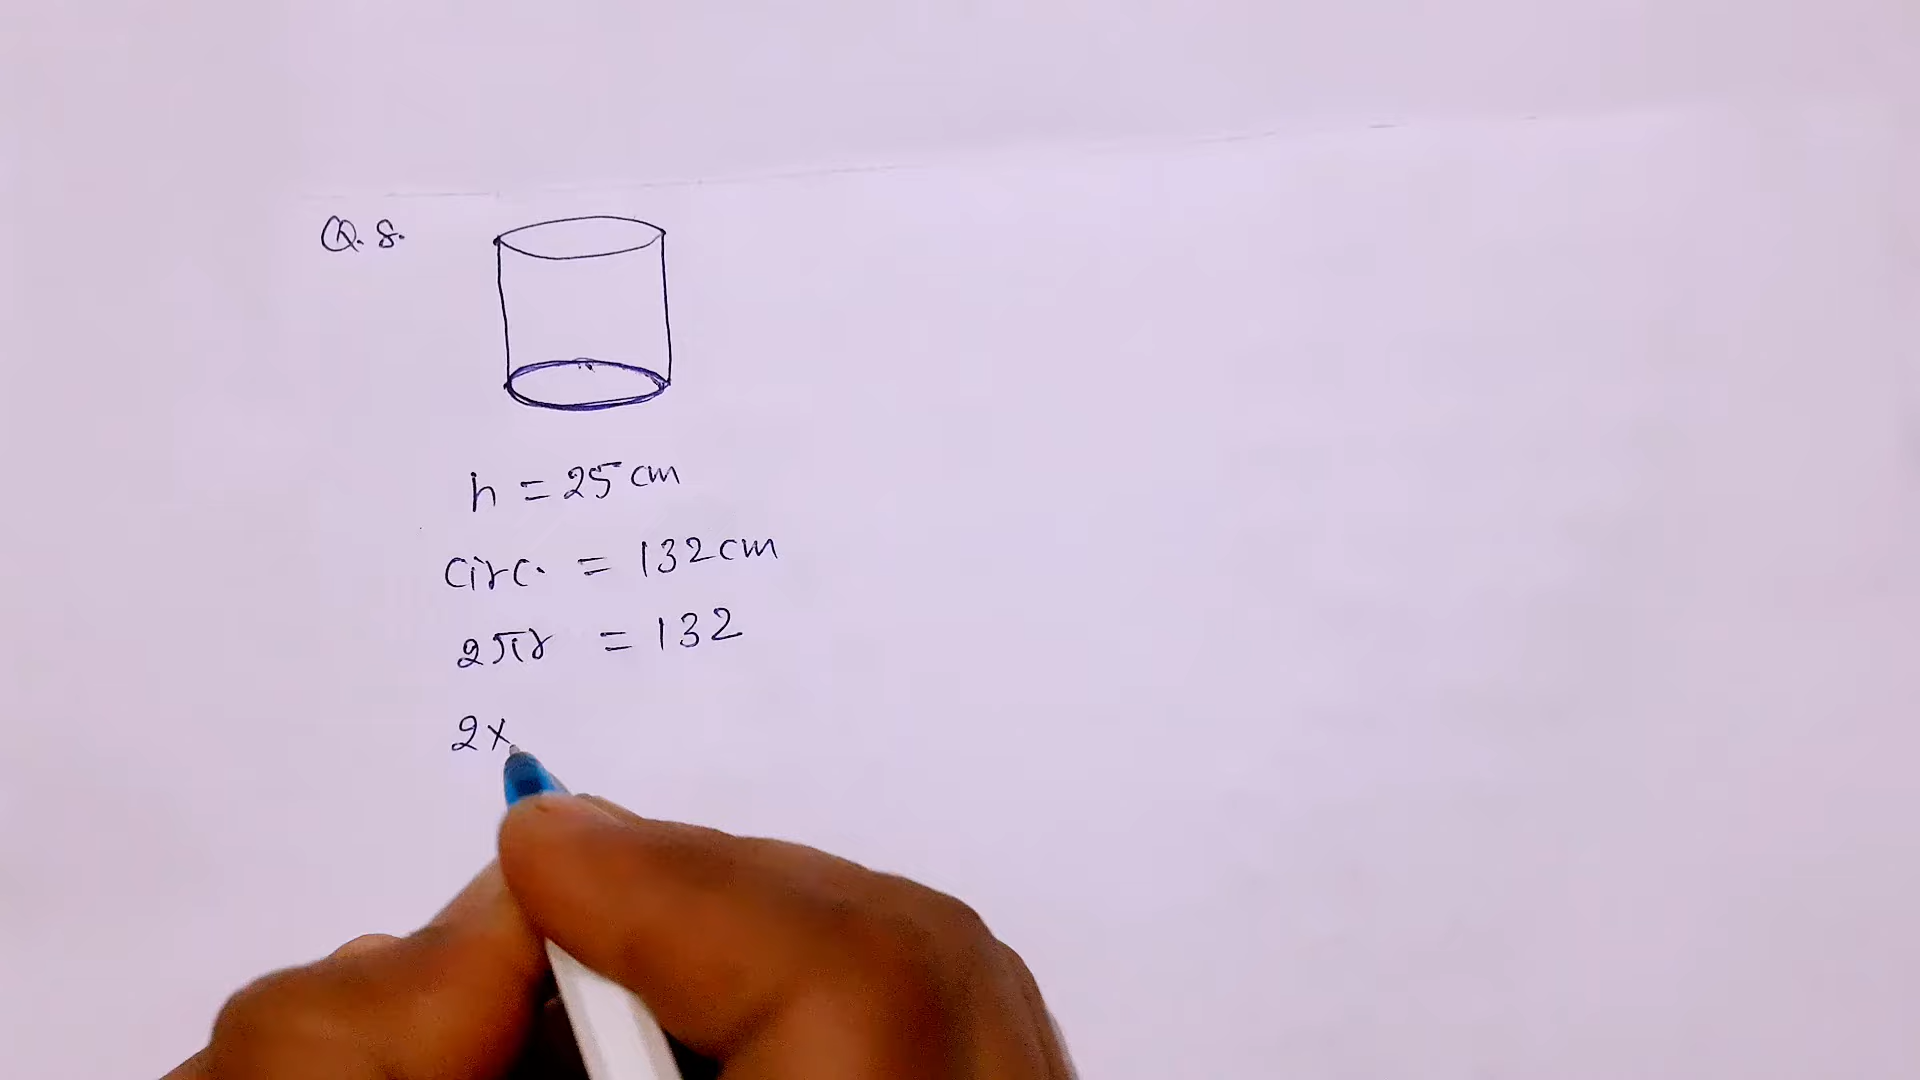 Q. 8.
h = 25 cm
Circ. = 132 cm
2πr = 132
2×